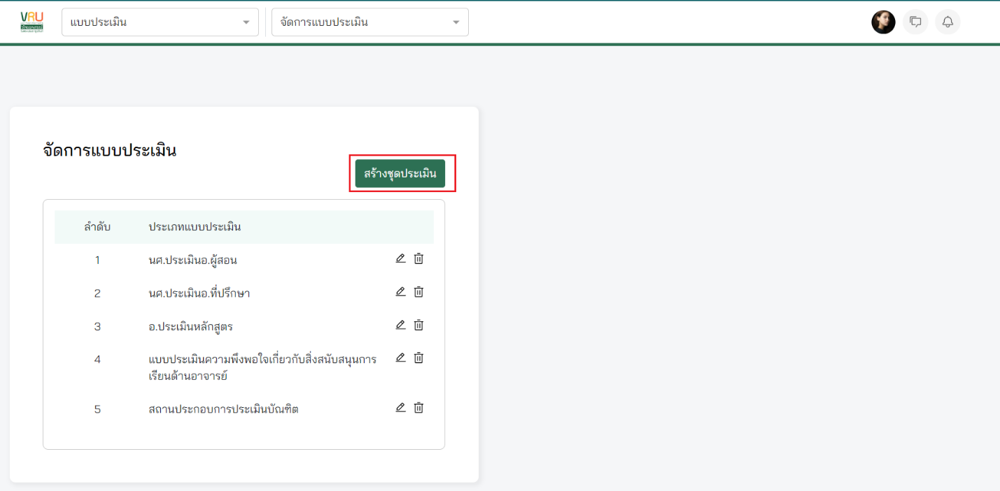 VRU
แบบประเมิน
จัดการแบบประเมิน
จัดการแบบประเมิน
สร้างชุดประเมิน
ลำดับ ประเภทแบบประเมิน
1 นศ.ประเมินอ.ผู้สอน
2 นศ.ประเมินอ.ที่ปรึกษา
3 อ.ประเมินหลักสูตร
4 แบบประเมินความพึงพอใจเกี่ยวกับสิ่งสนับสนุนการ
เรียนด้านอาจารย์
5 สถานประกอบการประเมินบัณฑิต